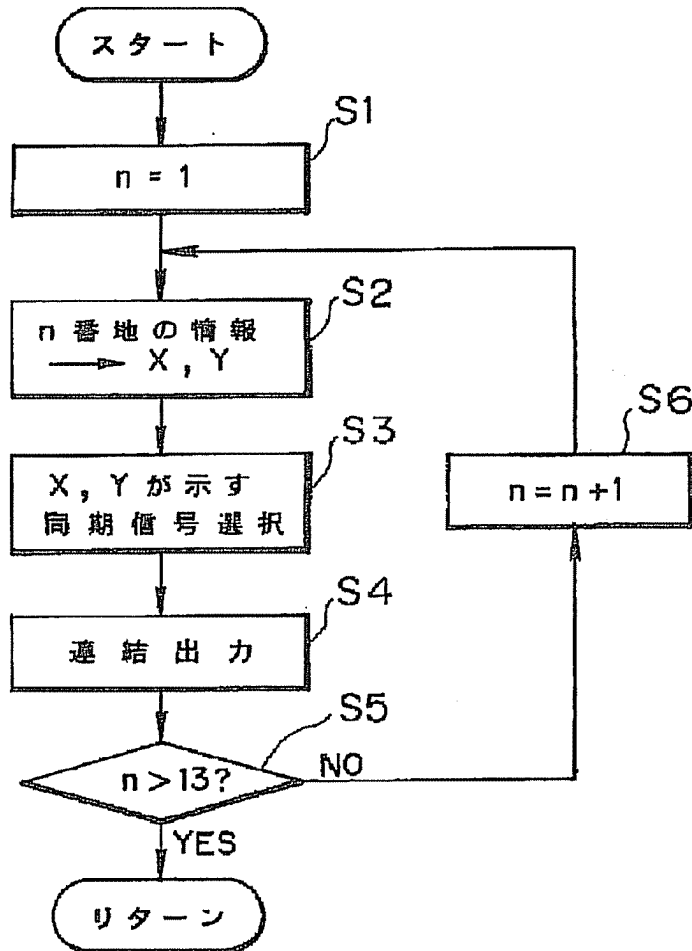 スタート
S1
n = 1
S2
n 番地の情報
→ X , Y
S3
X , Y が示す
同期信号選択
S6
n = n + 1
S4
連結出力
S5
n > 13 ?
NO
YES
リターン